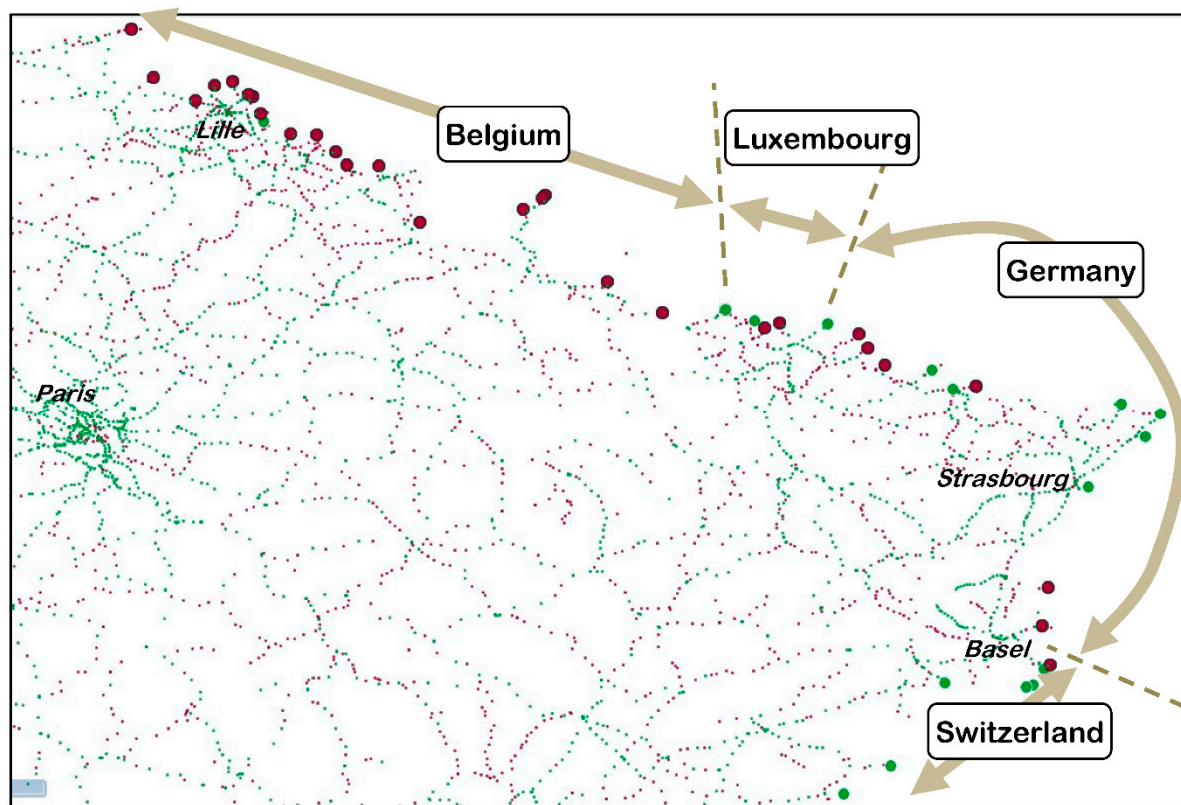 Belgium
Lille
Luxembourg
Germany
Paris
Strasbourg
Basel
Switzerland